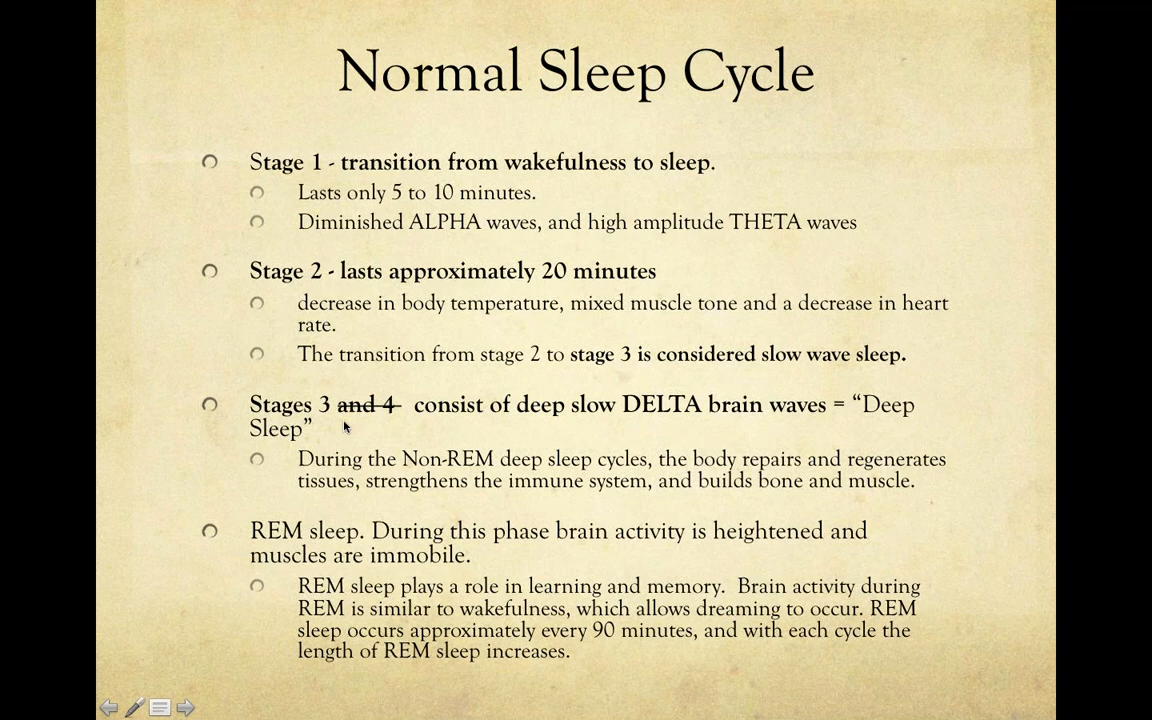 Normal Sleep Cycle
Stage 1 - transition from wakefulness to sleep.
Lasts only 5 to 10 minutes.
Diminished ALPHA waves, and high amplitude THETA waves
Stage 2 - lasts approximately 20 minutes
decrease in body temperature, mixed muscle tone and a decrease in heart
rate.
The transition from stage 2 to stage 3 is considered slow wave sleep.
Stages 3 and 4 consist of deep slow DELTA brain waves = “Deep
Sleep”
During the Non-REM deep sleep cycles, the body repairs and regenerates
tissues, strengthens the immune system, and builds bone and muscle.
REM sleep. During this phase brain activity is heightened and
muscles are immobile.
REM sleep plays a role in learning and memory. Brain activity during
REM is similar to wakefulness, which allows dreaming to occur. REM
sleep occurs approximately every 90 minutes, and with each cycle the
length of REM sleep increases.